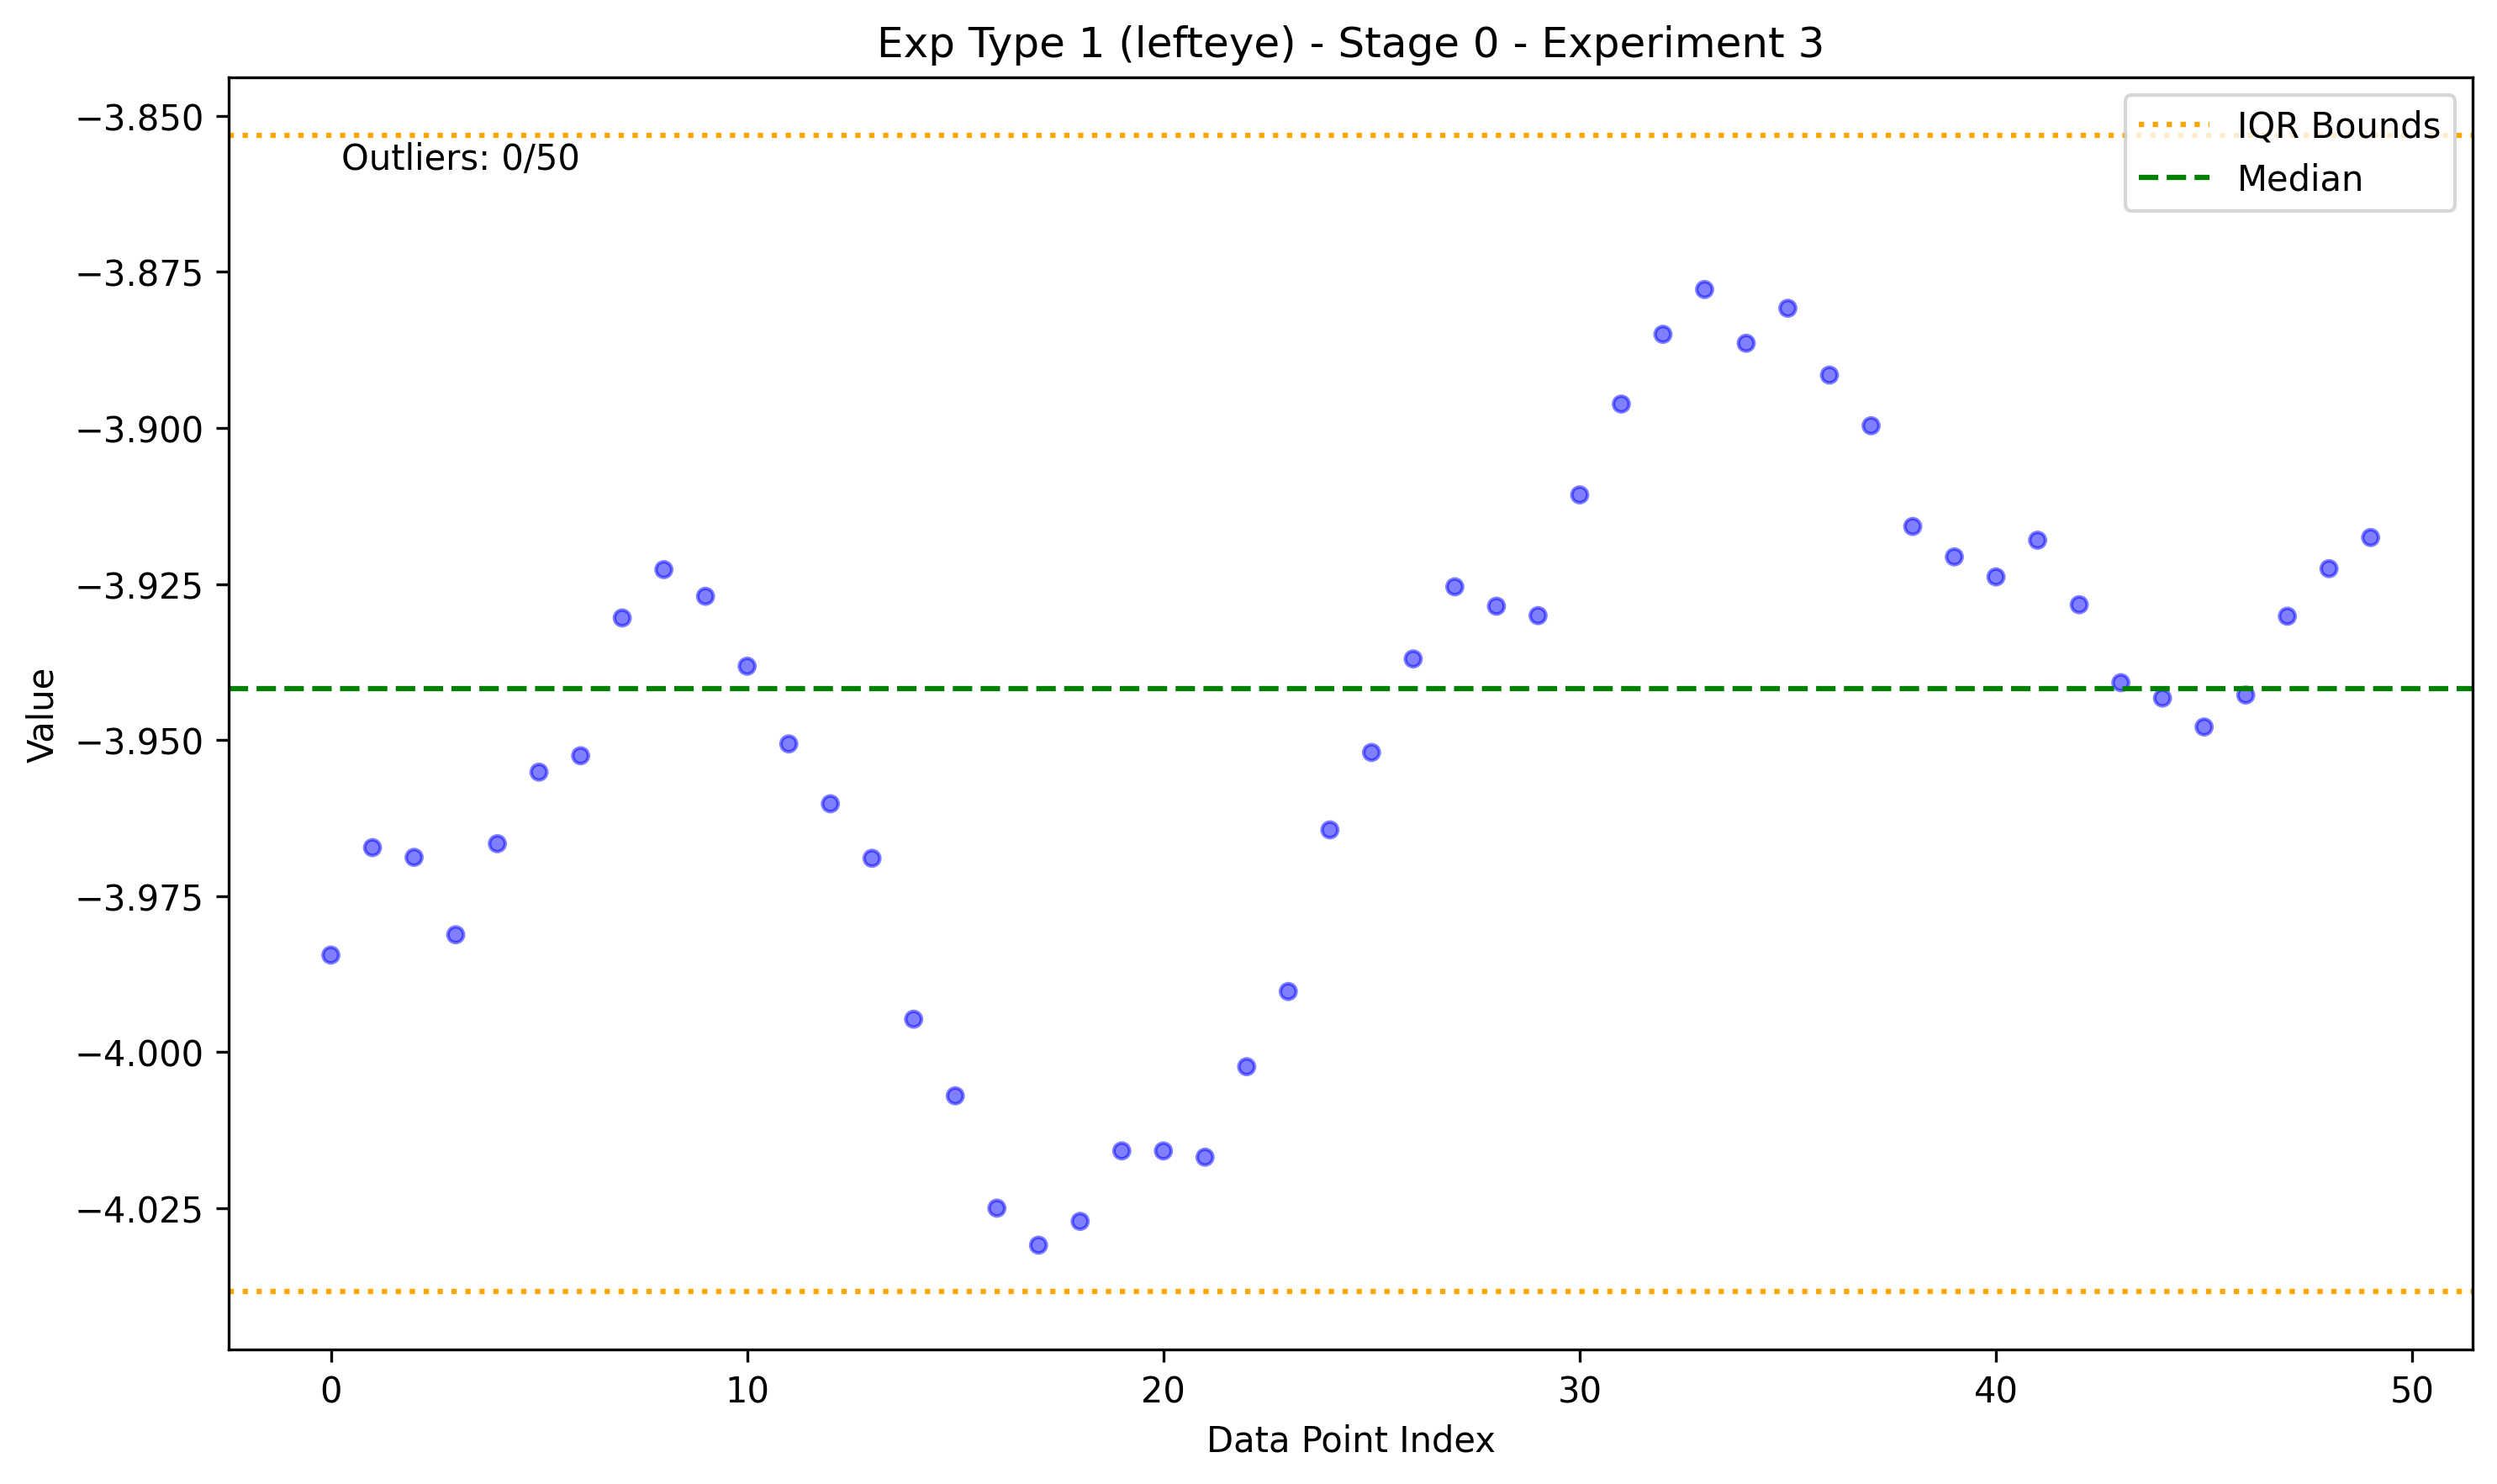 Exp Type 1 (lefteye) - Stage 0 - Experiment 3
−3.850
−3.875
−3.900
−3.925
−3.950
−3.975
−4.000
−4.025
Value
Outliers: 0/50
IQR Bounds
Median
0 10 20 30 40 50
Data Point Index